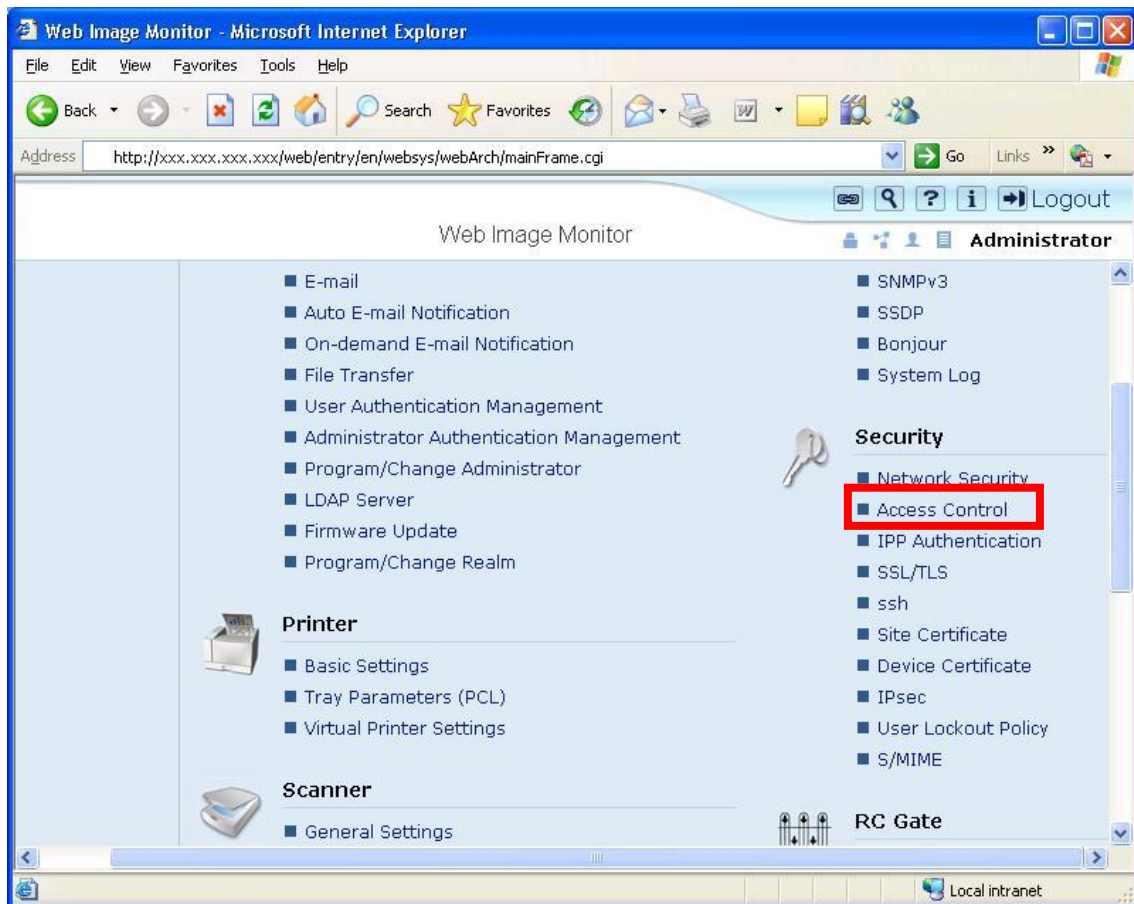 Web Image Monitor - Microsoft Internet Explorer
File Edit View Favorites Tools Help
Back Search Favorites
Address http://xxx.xxx.xxx.xxx/web/entry/en/websys/webArch/mainFrame.cgi Go Links »
Logout
Web Image Monitor
Administrator
E-mail
Auto E-mail Notification
On-demand E-mail Notification
File Transfer
User Authentication Management
Administrator Authentication Management
Program/Change Administrator
LDAP Server
Firmware Update
Program/Change Realm
Printer
Basic Settings
Tray Parameters (PCL)
Virtual Printer Settings
Scanner
General Settings
SNMPv3
SSDP
Bonjour
System Log
Security
Network Security
Access Control
IPP Authentication
SSL/TLS
ssh
Site Certificate
Device Certificate
IPsec
User Lockout Policy
S/MIME
RC Gate
Local intranet